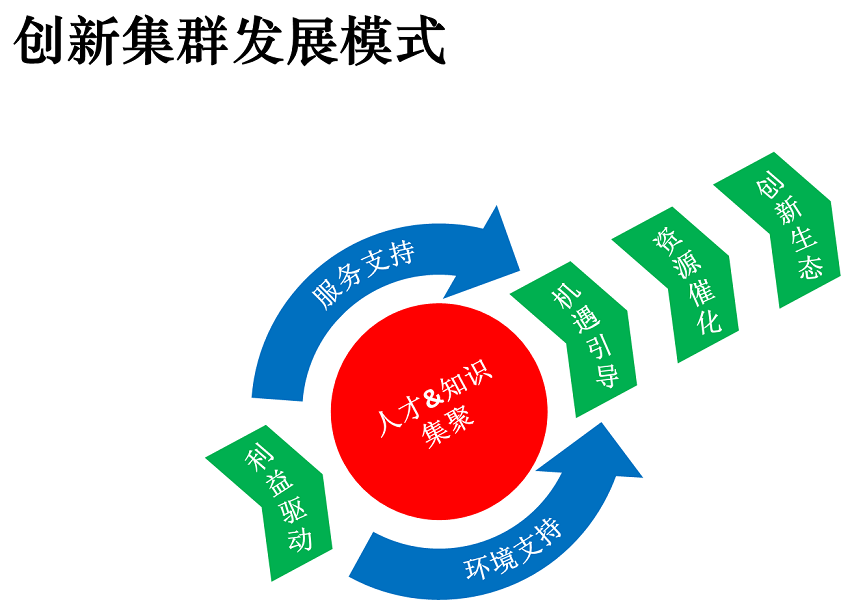 创新集群发展模式
服务支持
创新生态
资源催化
机遇引导
人才&知识
集聚
利益驱动
环境支持